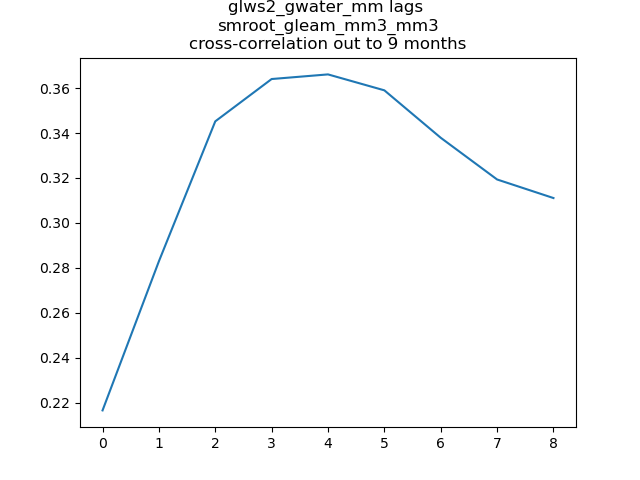 glws2_gwater_mm lags
smroot_gleam_mm3_mm3
cross-correlation out to 9 months
0.36
0.34
0.32
0.30
0.28
0.26
0.24
0.22
0 1 2 3 4 5 6 7 8